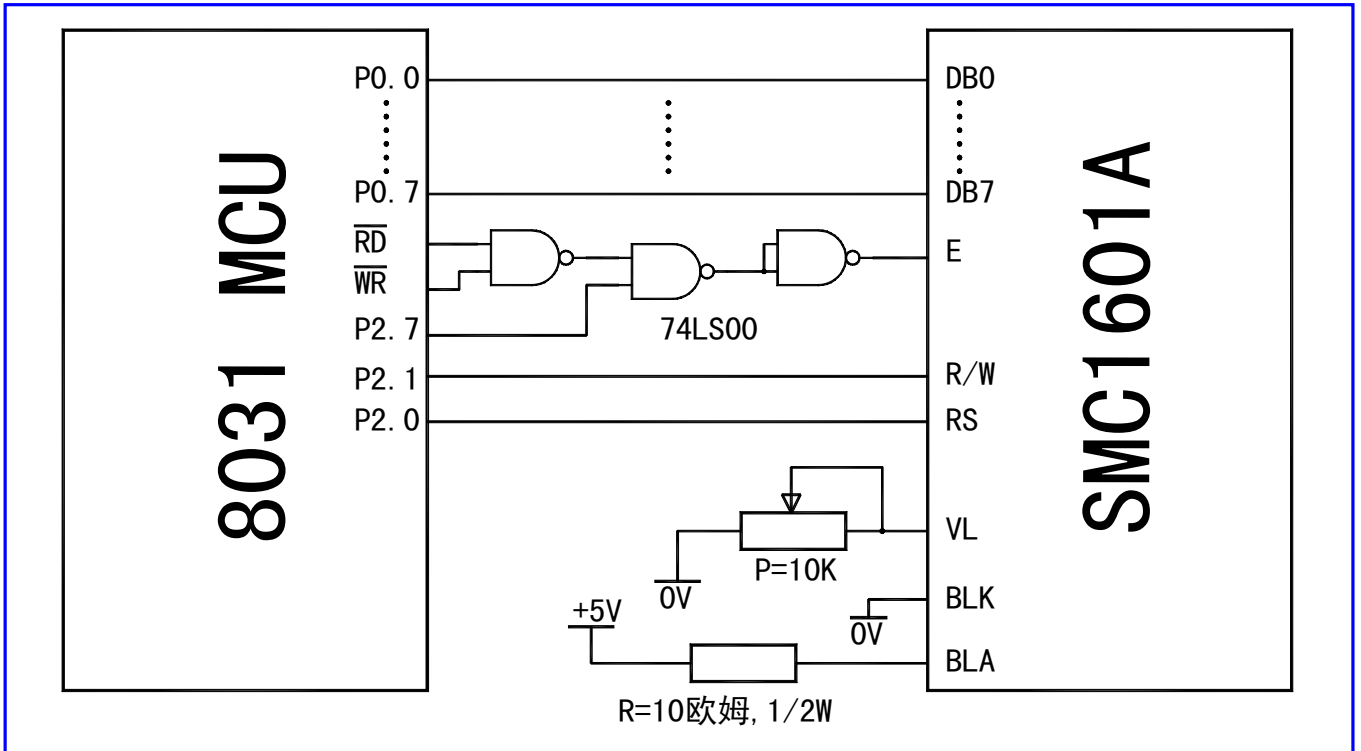 8031 MCU
P0.0
P0.7
RD
WR
P2.7
P2.1
P2.0
74LS00
DB0
DB7
E
R/W
RS
VL
BLK
BLA
SMC1601A
P=10K
0V
0V
+5V
R=10欧姆,1/2W